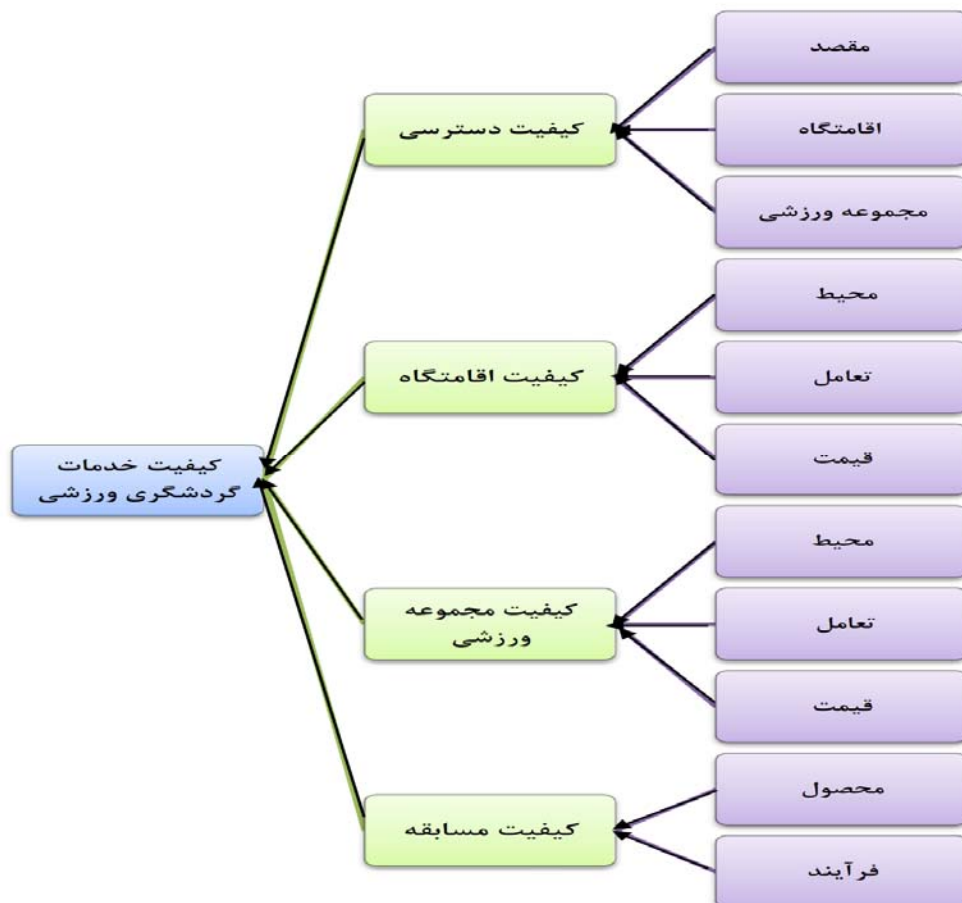 مقصد
اقامتگاه
مجموعه ورزشی
کیفیت دسترسی
محیط
تعامل
قیمت
کیفیت اقامتگاه
محیط
تعامل
قیمت
کیفیت مجموعه
ورزشی
محصول
فرآیند
کیفیت مسابقه
کیفیت خدمات
گردشگری ورزشی